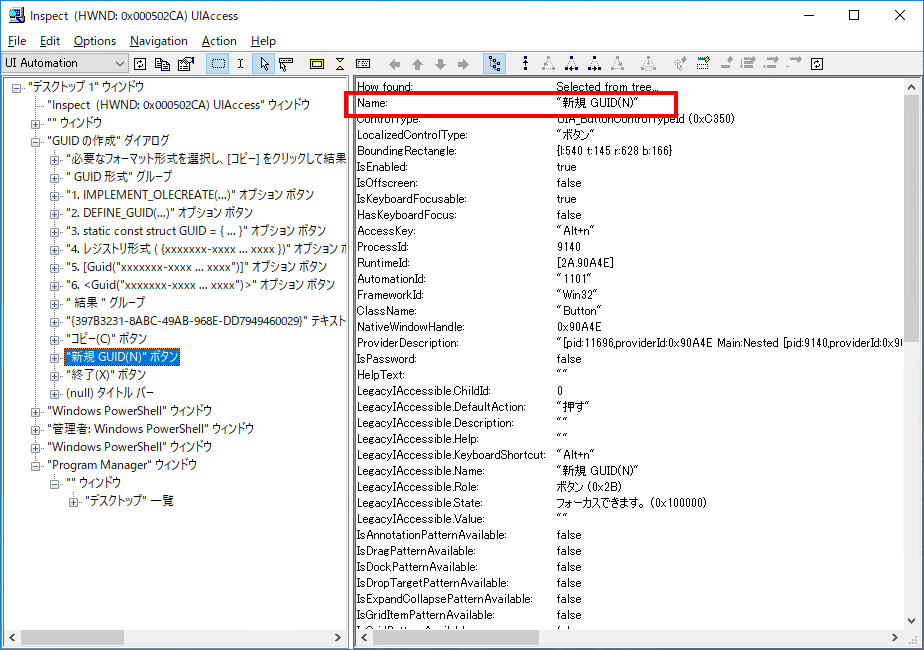 Inspect (HWND: 0x000502CA) UIAccess
File Edit Options Navigation Action Help
UI Automation
"デスクトップ 1" ウィンドウ
"Inspect (HWND: 0x000502CA) UIAccess" ウィンドウ
"" ウィンドウ
"GUID の作成" ダイアログ
"必要なフォーマット形式を選択し、[コピー] をクリックして結果
" GUID 形式" グループ
"1. IMPLEMENT_OLECREATE(...)" オプション ボタン
"2. DEFINE_GUID(...)" オプション ボタン
"3. static const struct GUID = { ... }" オプション ボタン
"4. レジストリ形式 ( {xxxxxxx-xxxx ... xxxx })" オプション ボ
"5. [Guid("xxxxxxx-xxxx ... xxxx")]" オプション ボタン
"6. <Guid("xxxxxxx-xxxx ... xxxx")>" オプション ボタン
" 結果 " グループ
"{397B3231-8ABC-49AB-968E-DD7949460029}" テキスト
"コピー(C)" ボタン
"新規 GUID(N)" ボタン
"終了(X)" ボタン
(null) タイトル バー
"Windows PowerShell" ウィンドウ
"管理者: Windows PowerShell" ウィンドウ
"Windows PowerShell" ウィンドウ
"Program Manager" ウィンドウ
"" ウィンドウ
"デスクトップ" 一覧
How found: Selected from tree...
Name: "新規 GUID(N)"
ControlType: UIA_ButtonControlTypeId (0xC350)
LocalizedControlType: "ボタン"
BoundingRectangle: {l:540 t:145 r:628 b:166}
IsEnabled: true
IsOffscreen: false
IsKeyboardFocusable: true
HasKeyboardFocus: false
AccessKey: "Alt+n"
ProcessId: 9140
RuntimeId: [2A.90A4E]
AutomationId: "1101"
FrameworkId: "Win32"
ClassName: "Button"
NativeWindowHandle: 0x90A4E
ProviderDescription: "[pid:11696,providerId:0x90A4E Main:Nested [pid:9140,providerId:0x90
IsPassword: false
HelpText: ""
LegacyIAccessible.ChildId: 0
LegacyIAccessible.DefaultAction: "押す"
LegacyIAccessible.Description: ""
LegacyIAccessible.Help: ""
LegacyIAccessible.KeyboardShortcut: "Alt+n"
LegacyIAccessible.Name: "新規 GUID(N)"
LegacyIAccessible.Role: ボタン (0x2B)
LegacyIAccessible.State: フォーカスできます。(0x100000)
LegacyIAccessible.Value: ""
IsAnnotationPatternAvailable: false
IsDragPatternAvailable: false
IsDockPatternAvailable: false
IsDropTargetPatternAvailable: false
IsExpandCollapsePatternAvailable: false
IsGridItemPatternAvailable: false